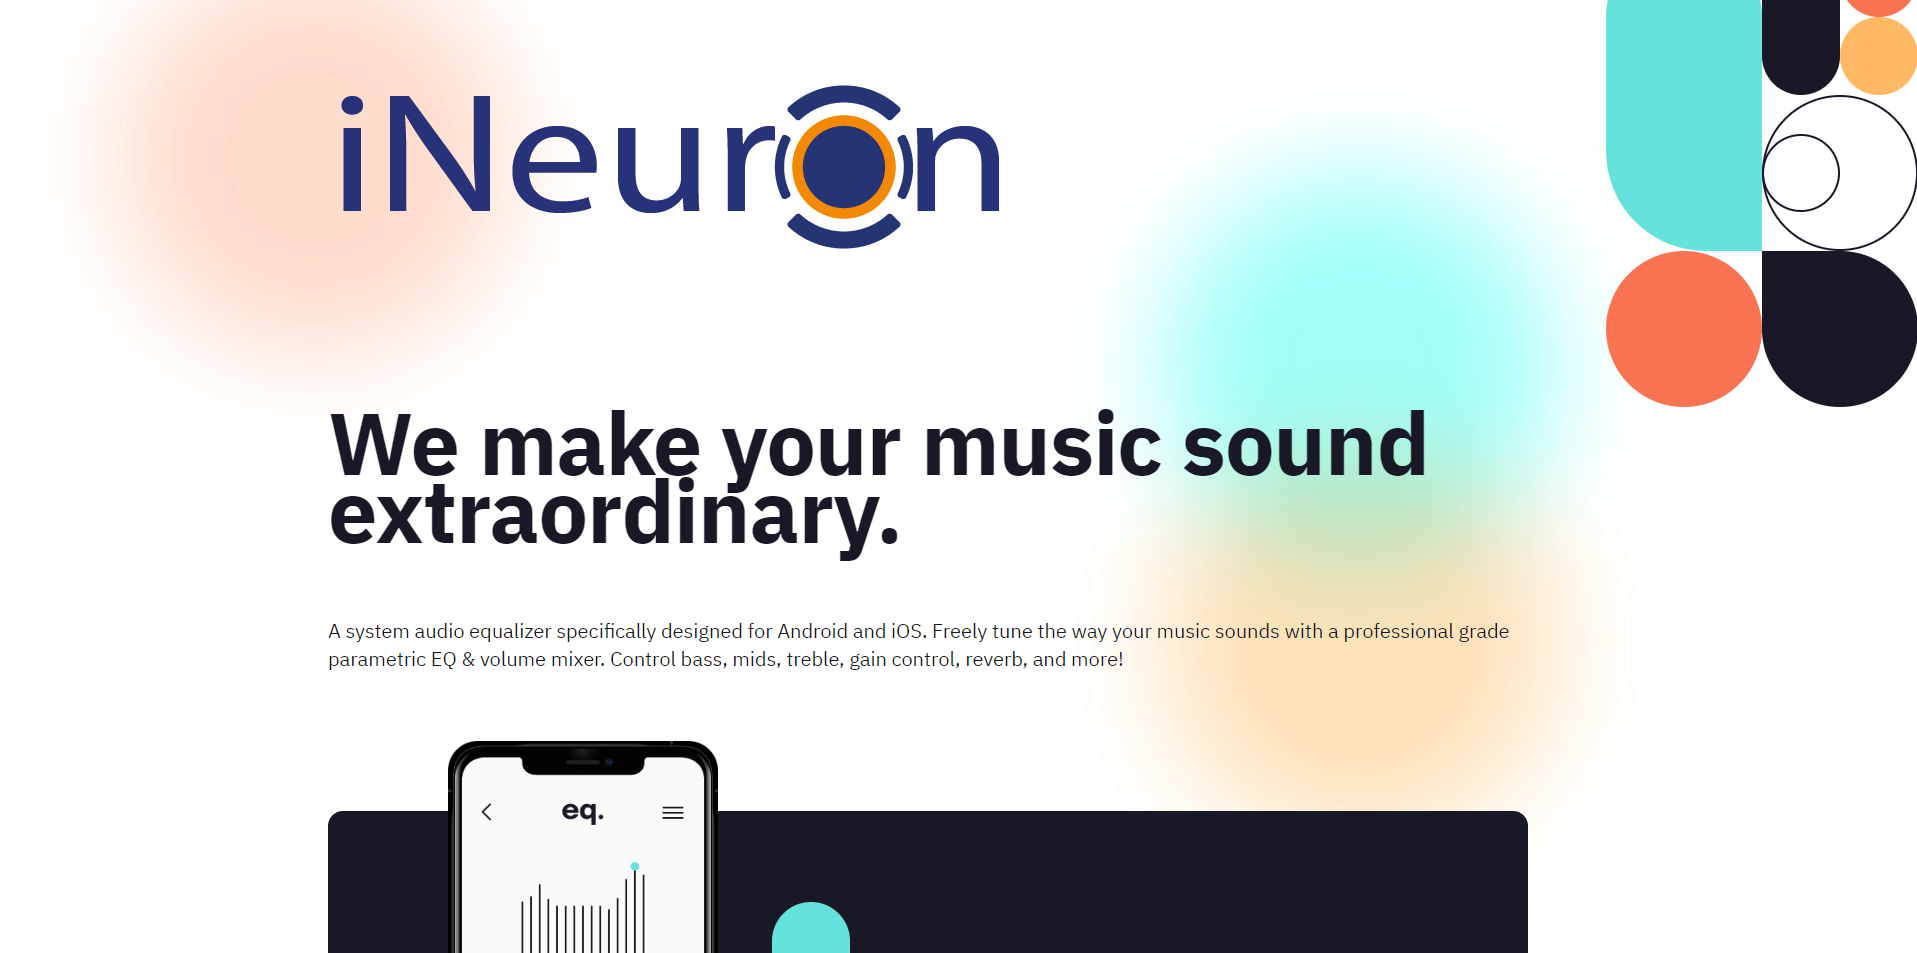 iNeuron
We make your music sound
extraordinary.
A system audio equalizer specifically designed for Android and iOS. Freely tune the way your music sounds with a professional grade
parametric EQ & volume mixer. Control bass, mids, treble, gain control, reverb, and more!
eq.